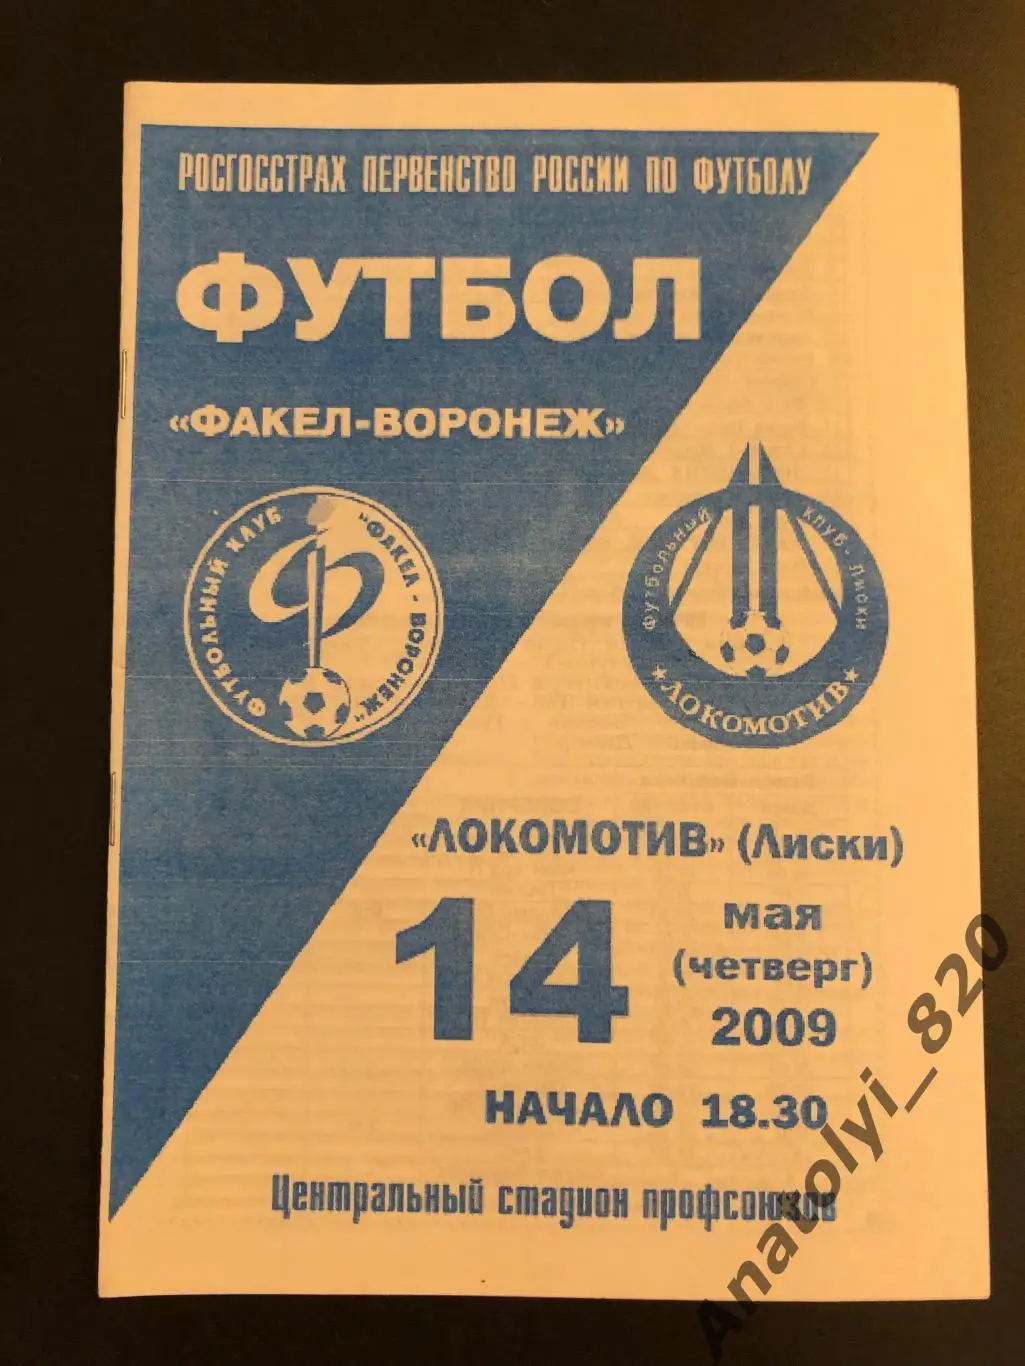 РОСГОССТРАХ ПЕРВЕНСТВО РОССИИ ПО ФУТБОЛУ
ФУТБОЛ
«ФАКЕЛ-ВОРОНЕЖ»
ФУТБОЛЬНЫЙ КЛУБ
"ФАКЕЛ - ВОРОНЕЖ"
Футбольный клуб - Лиски
ЛОКОМОТИВ
«ЛОКОМОТИВ» (Лиски)
14 мая
(четверг)
2009
НАЧАЛО 18.30
Центральный стадион профсоюзов
Anatolyi_820